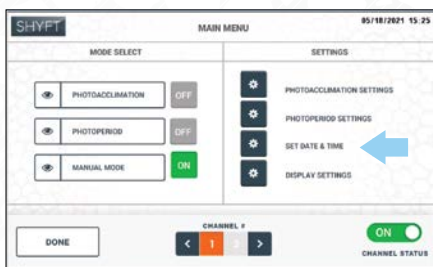 SHYFT
MAIN MENU
05/18/2021 15:25
MODE SELECT
SETTINGS
PHOTOACCLIMATION
OFF
PHOTOPERIOD
OFF
MANUAL MODE
ON
PHOTOACCLIMATION SETTINGS
PHOTOPERIOD SETTINGS
SET DATE & TIME
DISPLAY SETTINGS
DONE
CHANNEL #
< 1 >
ON
CHANNEL STATUS